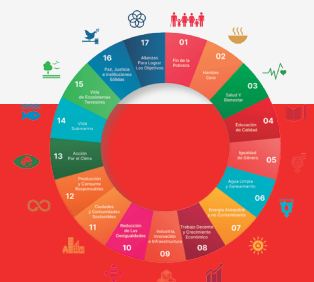 01
Fin de la
Pobreza
02
Hambre
Cero
03
Salud Y
Bienestar
04
Educación
de Calidad
05
Igualdad
de Género
06
Agua Limpia
y Saneamiento
07
Energía Asequible
y no Contaminante
08
Trabajo Decente
y Crecimiento
Económico
09
Industria,
Innovación
e Infraestructura
10
Reducción
de Las
Desigualdades
11
Ciudades
y Comunidades
Sostenibles
12
Producción
y Consumo
Responsables
13
Acción
Por el Clima
14
Vida
Submarina
15
Vida
de Ecosistemas
Terrestres
16
Paz, Justicia
e Instituciones
Sólidas
17
Alianzas
Para Lograr
Los Objetivos